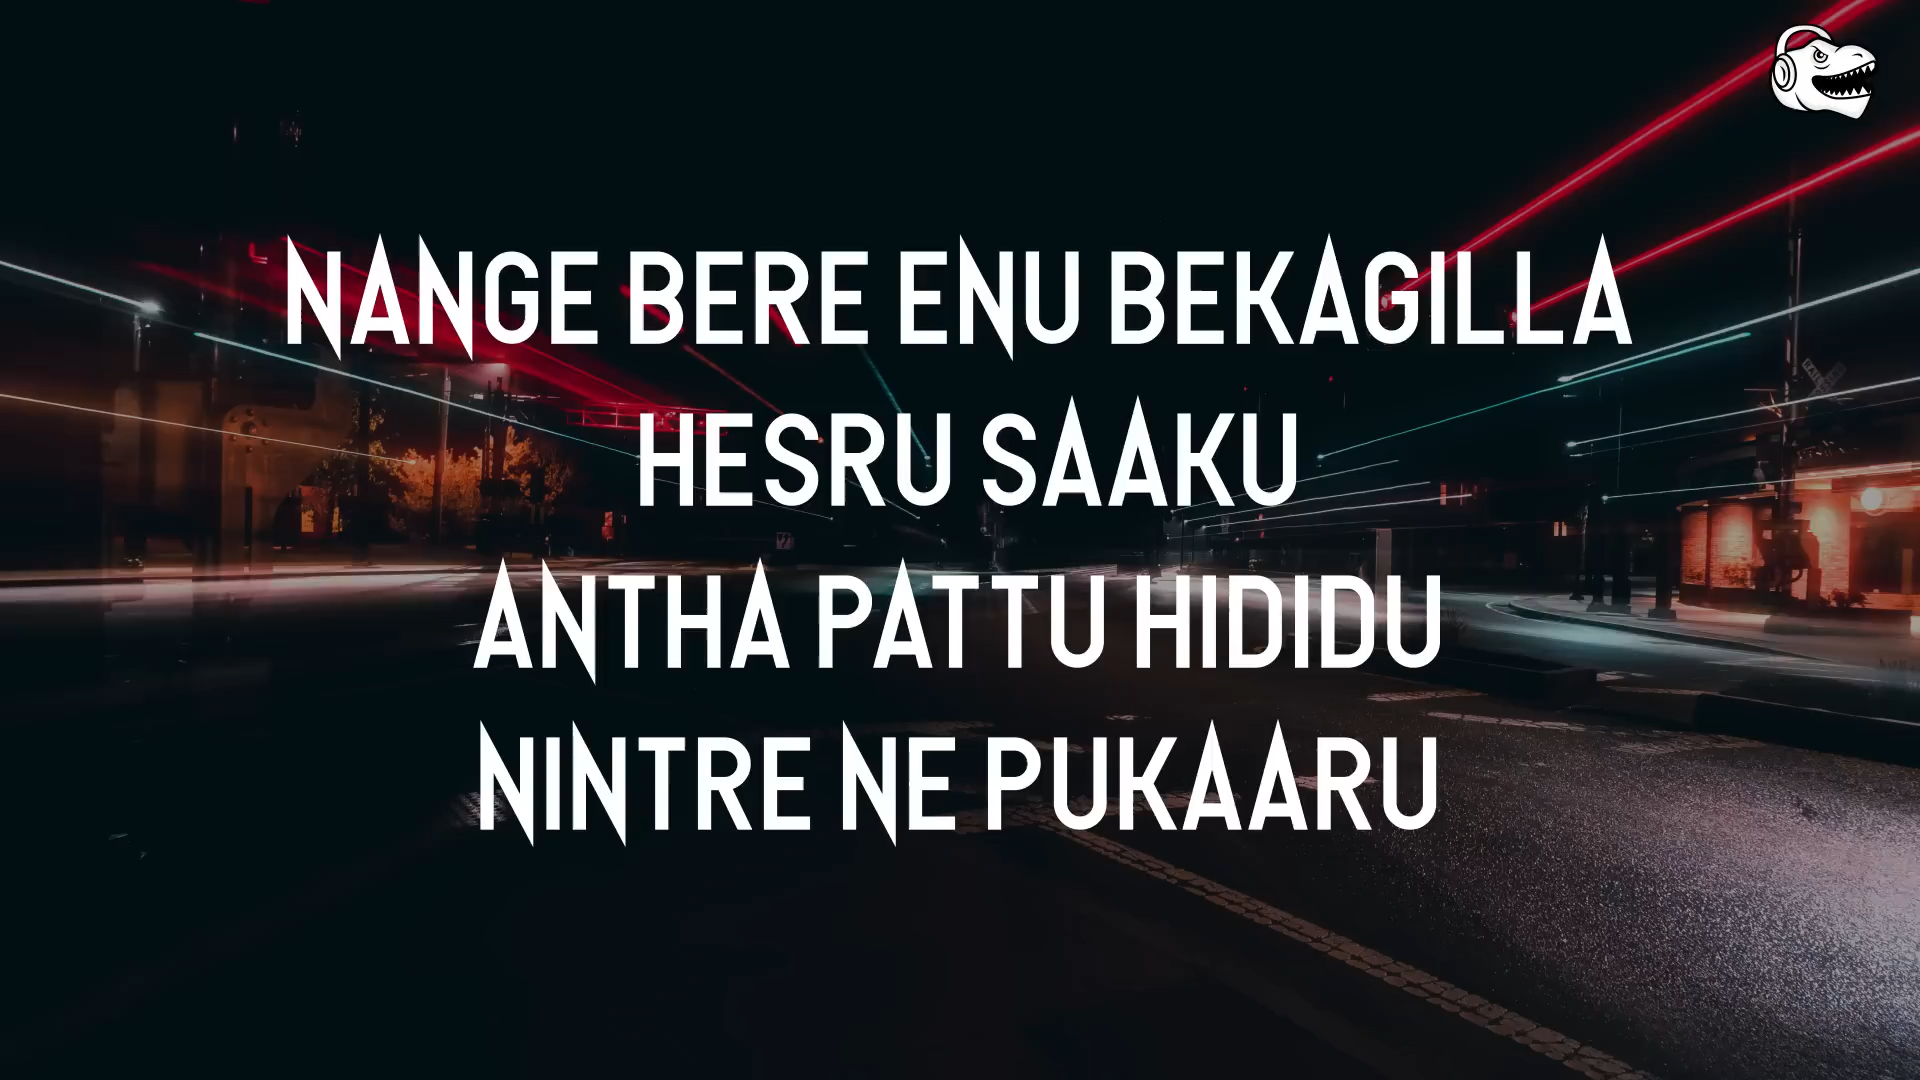 NANGE BERE ENU BEKAGILLA
HESRU SAAKU
ANTHA PATTU HIDIDU
NINTRE NE PUKAARU